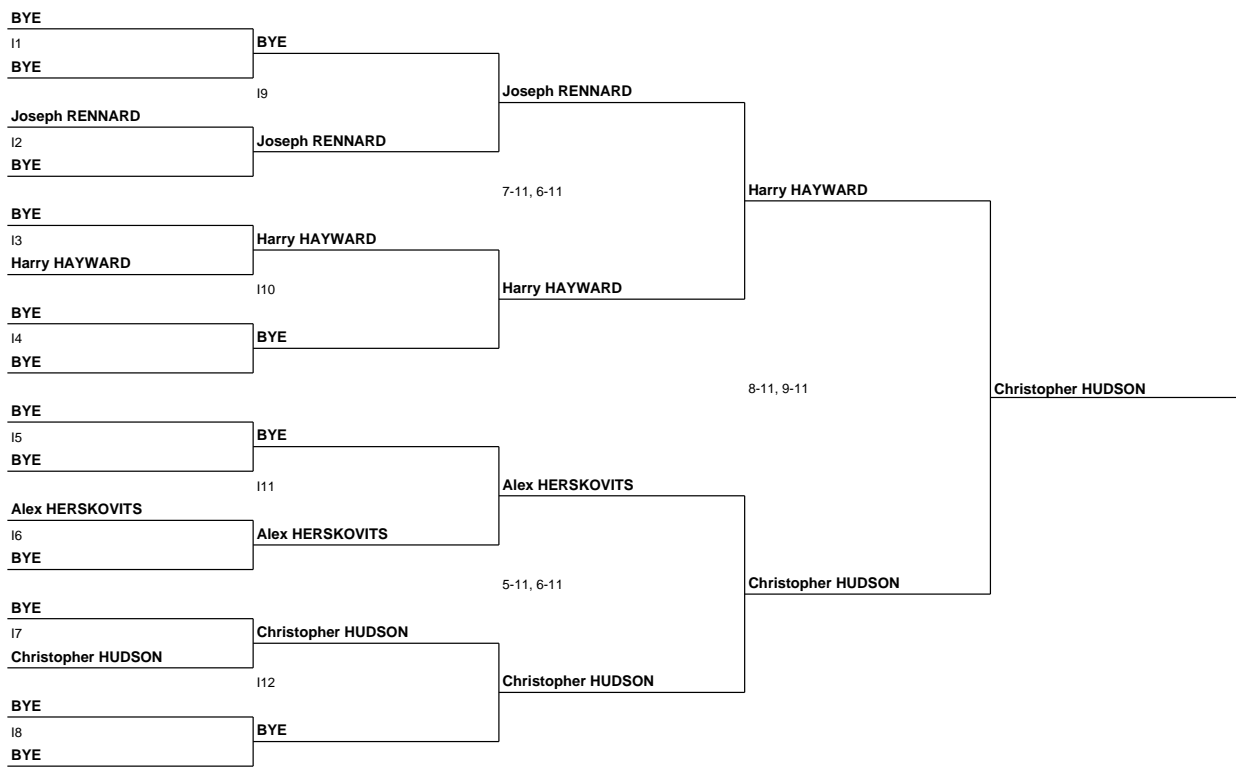 BYE
I1
BYE
Joseph RENNARD
I2
BYE
BYE
I3
Harry HAYWARD
BYE
I4
BYE
BYE
I5
BYE
Alex HERSKOVITS
I6
BYE
BYE
I7
Christopher HUDSON
BYE
I8
BYE
BYE
I9
Joseph RENNARD
Harry HAYWARD
I10
BYE
BYE
I11
Alex HERSKOVITS
Christopher HUDSON
I12
BYE
Joseph RENNARD
7-11, 6-11
Harry HAYWARD
Alex HERSKOVITS
5-11, 6-11
Christopher HUDSON
Harry HAYWARD
8-11, 9-11
Christopher HUDSON
Christopher HUDSON